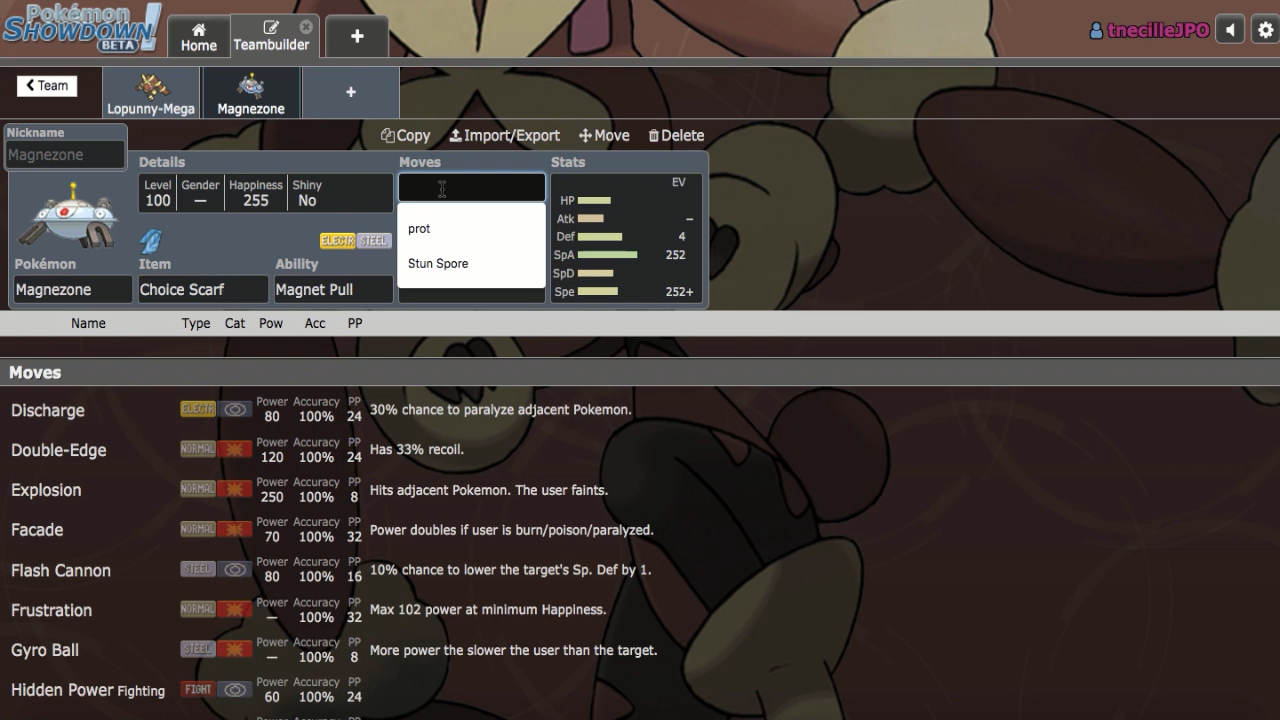 Pokémon
SHOWDOWN!
BETA
Home
Teambuilder
+
tnecilleJPO
Team
Lopunny-Mega
Magnezone
+
Nickname
Magnezone
Copy
Import/Export
Move
Delete
Details
Moves
Stats
Level
100
Gender
—
Happiness
255
Shiny
No
EV
HP
Atk –
Def 4
SpA 252
SpD
Spe 252+
prot
Stun Spore
ELECTR STEEL
Pokémon
Magnezone
Item
Choice Scarf
Ability
Magnet Pull
Name Type Cat Pow Acc PP
Moves
Discharge ELECTR Power 80 Accuracy 100% PP 24 30% chance to paralyze adjacent Pokemon.
Double-Edge NORMAL Power 120 Accuracy 100% PP 24 Has 33% recoil.
Explosion NORMAL Power 250 Accuracy 100% PP 8 Hits adjacent Pokemon. The user faints.
Facade NORMAL Power 70 Accuracy 100% PP 32 Power doubles if user is burn/poison/paralyzed.
Flash Cannon STEEL Power 80 Accuracy 100% PP 16 10% chance to lower the target's Sp. Def by 1.
Frustration NORMAL Power — Accuracy 100% PP 32 Max 102 power at minimum Happiness.
Gyro Ball STEEL Power — Accuracy 100% PP 8 More power the slower the user than the target.
Hidden Power Fighting FIGHT Power 60 Accuracy 100% PP 24